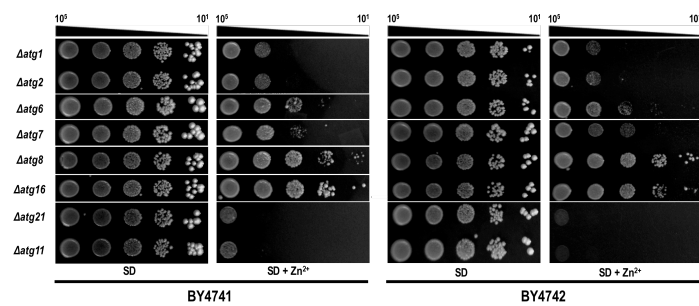 10⁵ 10¹ 10⁵ 10¹ 10⁵ 10¹ 10⁵ 10¹
Δatg1
Δatg2
Δatg6
Δatg7
Δatg8
Δatg16
Δatg21
Δatg11
SD SD + Zn²⁺ SD SD + Zn²⁺
BY4741 BY4742